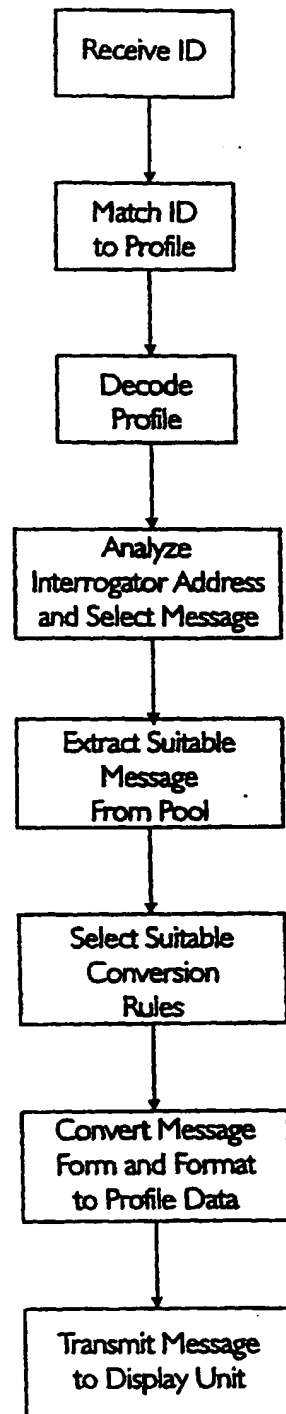 Receive ID
Match ID
to Profile
Decode
Profile
Analyze
Interrogator Address
and Select Message
Extract Suitable
Message
From Pool
Select Suitable
Conversion
Rules
Convert Message
Form and Format
to Profile Data
Transmit Message
to Display Unit